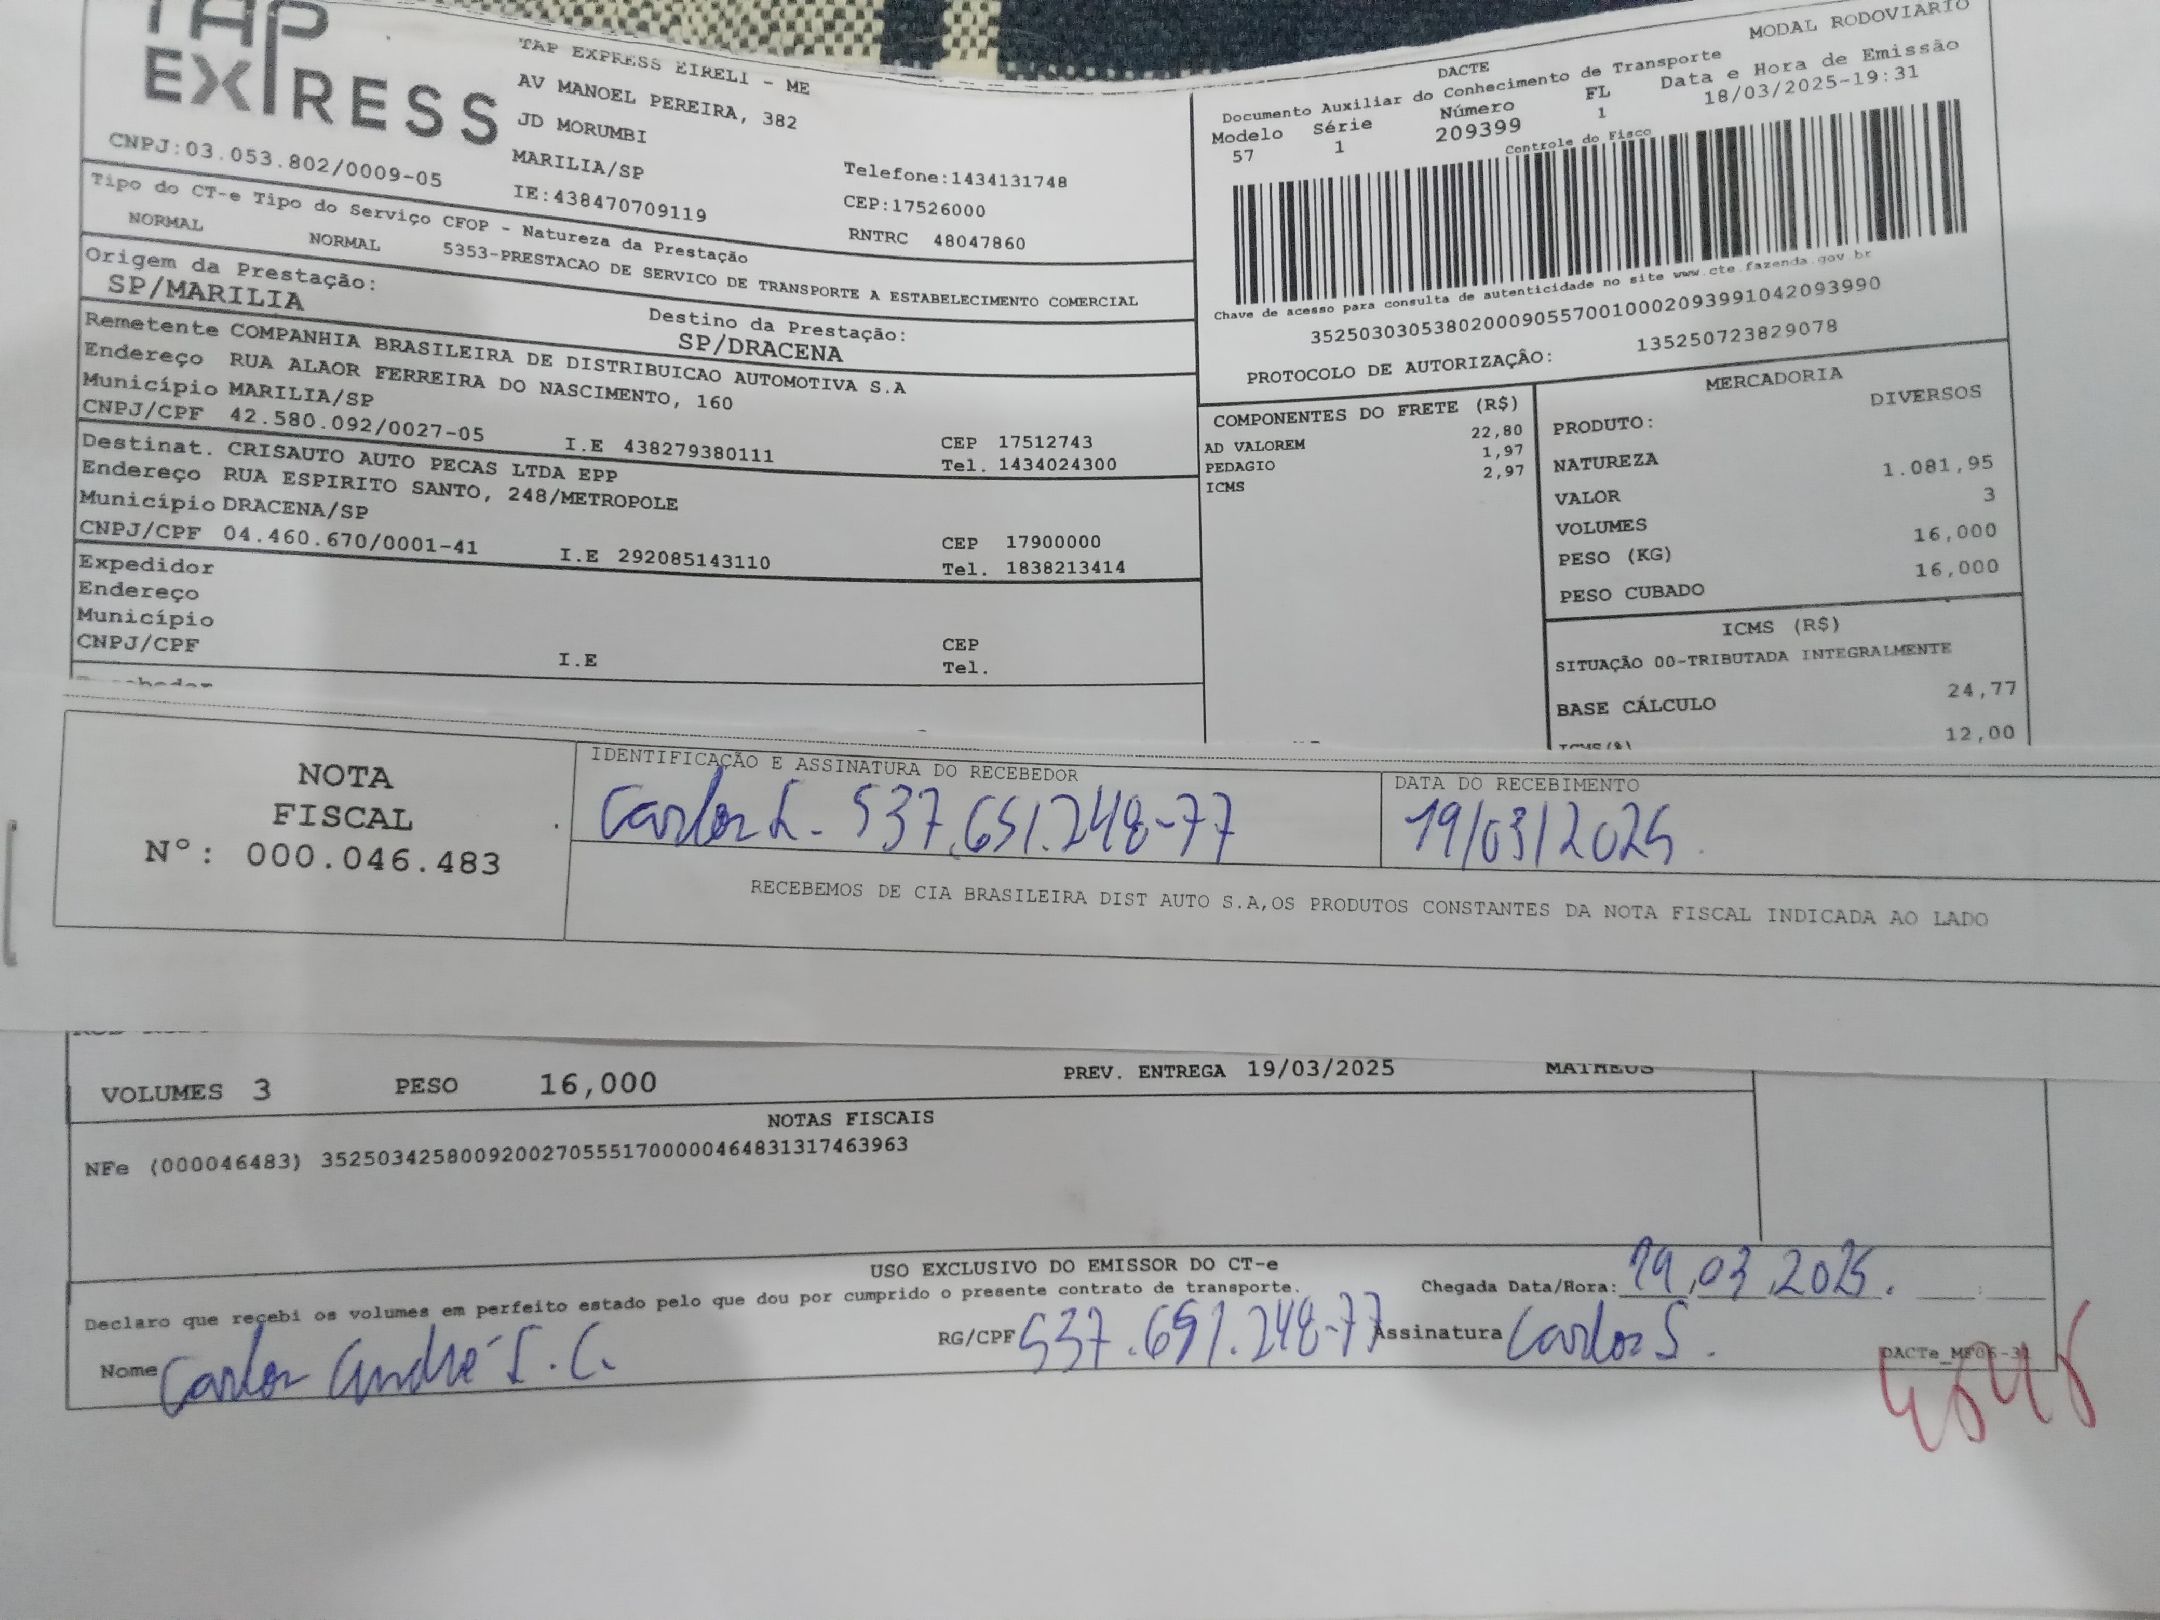 TAP
EXPRESS
CNPJ:03.053.802/0009-05
TAP EXPRESS EIRELI - ME
AV MANOEL PEREIRA, 382
JD MORUMBI
MARILIA/SP
IE:438470709119
Telefone:1434131748
CEP:17526000
RNTRC 48047860
Tipo do CT-e Tipo do Serviço CFOP - Natureza da Prestação
NORMAL NORMAL 5353-PRESTACAO DE SERVICO DE TRANSPORTE A ESTABELECIMENTO COMERCIAL
Origem da Prestação:
SP/MARILIA
Destino da Prestação:
SP/DRACENA
Remetente COMPANHIA BRASILEIRA DE DISTRIBUICAO AUTOMOTIVA S.A
Endereço RUA ALAOR FERREIRA DO NASCIMENTO, 160
Município MARILIA/SP CEP 17512743
CNPJ/CPF 42.580.092/0027-05 I.E 438279380111 Tel. 1434024300
Destinat. CRISAUTO AUTO PECAS LTDA EPP
Endereço RUA ESPIRITO SANTO, 248/METROPOLE
Município DRACENA/SP CEP 17900000
CNPJ/CPF 04.460.670/0001-41 I.E 292085143110 Tel. 1838213414
Expedidor
Endereço
Município CEP
CNPJ/CPF I.E Tel.
DACTE MODAL RODOVIARIO
Documento Auxiliar do Conhecimento de Transporte
Modelo Série Número FL Data e Hora de Emissão
57 1 209399 1 18/03/2025-19:31
Controle do Fisco
Chave de acesso para consulta de autenticidade no site www.cte.fazenda.gov.br
35250303053802000905570010002093991042093990
PROTOCOLO DE AUTORIZAÇÃO: 135250723829078
COMPONENTES DO FRETE (R$)
AD VALOREM 22,80
PEDAGIO 1,97
ICMS 2,97
MERCADORIA
PRODUTO: DIVERSOS
NATUREZA
VALOR 1.081,95
VOLUMES 3
PESO (KG) 16,000
PESO CUBADO 16,000
ICMS (R$)
SITUAÇÃO 00-TRIBUTADA INTEGRALMENTE
BASE CÁLCULO 24,77
ICMS(%) 12,00
NOTA
FISCAL
N°: 000.046.483
IDENTIFICAÇÃO E ASSINATURA DO RECEBEDOR
Carlos S. 537.651.248-77
DATA DO RECEBIMENTO
19/03/2025
RECEBEMOS DE CIA BRASILEIRA DIST AUTO S.A,OS PRODUTOS CONSTANTES DA NOTA FISCAL INDICADA AO LADO
VOLUMES 3 PESO 16,000 PREV. ENTREGA 19/03/2025 MATHEUS
NOTAS FISCAIS
NFe (000046483) 35250342580092002705551700000464831317463963
USO EXCLUSIVO DO EMISSOR DO CT-e
Declaro que recebi os volumes em perfeito estado pelo que dou por cumprido o presente contrato de transporte.
Chegada Data/Hora: 19,03,2025.
Nome Carlos André S. C. RG/CPF 537.651.248-77 Assinatura Carlos S.